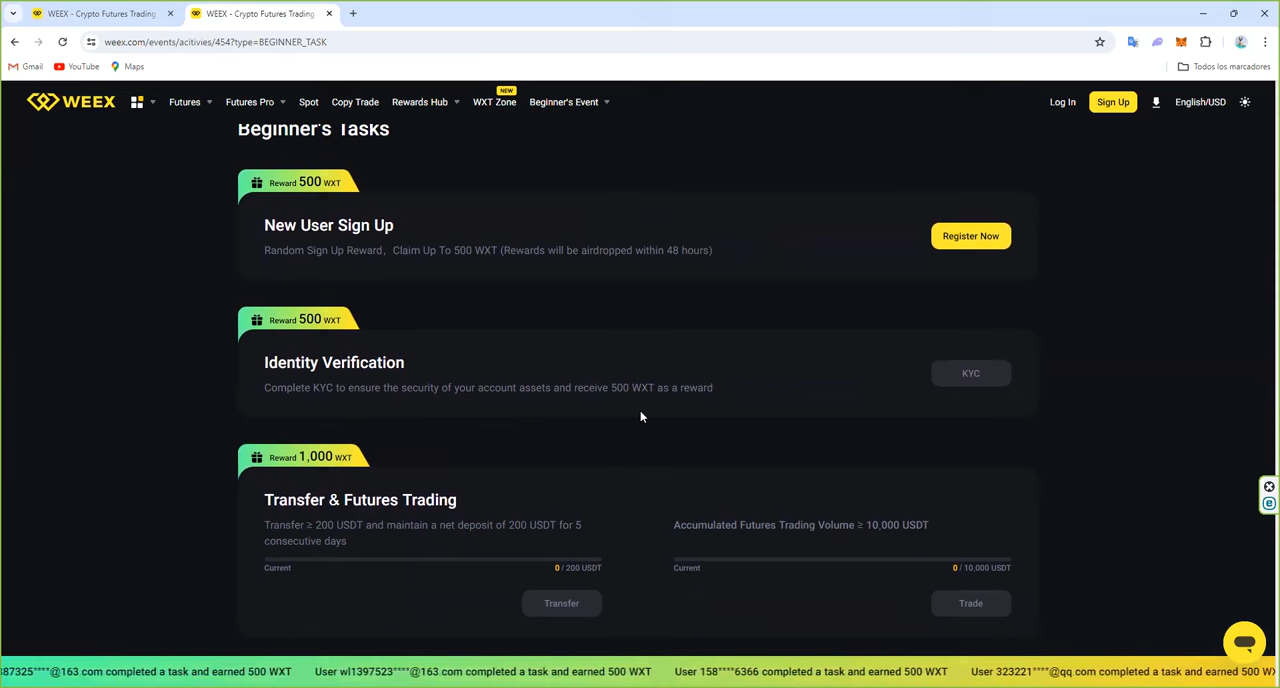 WEEX - Crypto Futures Trading
WEEX - Crypto Futures Trading
weex.com/events/acitivies/454?type=BEGINNER_TASK
Gmail YouTube Maps Todos los marcadores
WEEX Futures Futures Pro Spot Copy Trade Rewards Hub WXT Zone NEW Beginner's Event Log In Sign Up English/USD
Beginner's Tasks
Reward 500 WXT
New User Sign Up
Random Sign Up Reward, Claim Up To 500 WXT (Rewards will be airdropped within 48 hours)
Register Now
Reward 500 WXT
Identity Verification
Complete KYC to ensure the security of your account assets and receive 500 WXT as a reward
KYC
Reward 1,000 WXT
Transfer & Futures Trading
Transfer ≥ 200 USDT and maintain a net deposit of 200 USDT for 5
consecutive days
Current 0 / 200 USDT
Transfer
Accumulated Futures Trading Volume ≥ 10,000 USDT
Current 0 / 10,000 USDT
Trade
687325****@163.com completed a task and earned 500 WXT User wl1397523****@163.com completed a task and earned 500 WXT User 158****6366 completed a task and earned 500 WXT User 323221****@qq.com completed a task and earned 500 W